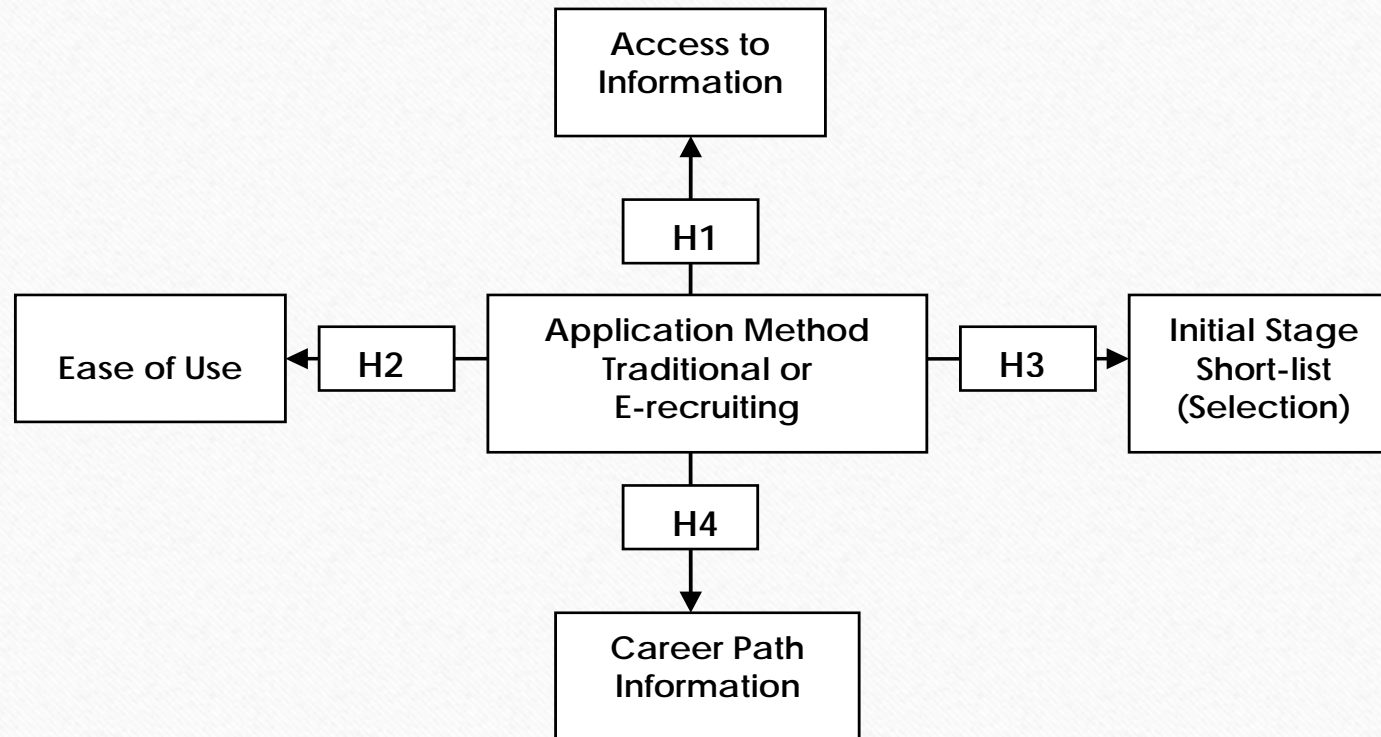 Access to
Information
H1
Ease of Use
H2
Application Method
Traditional or
E-recruiting
H3
Initial Stage
Short-list
(Selection)
H4
Career Path
Information